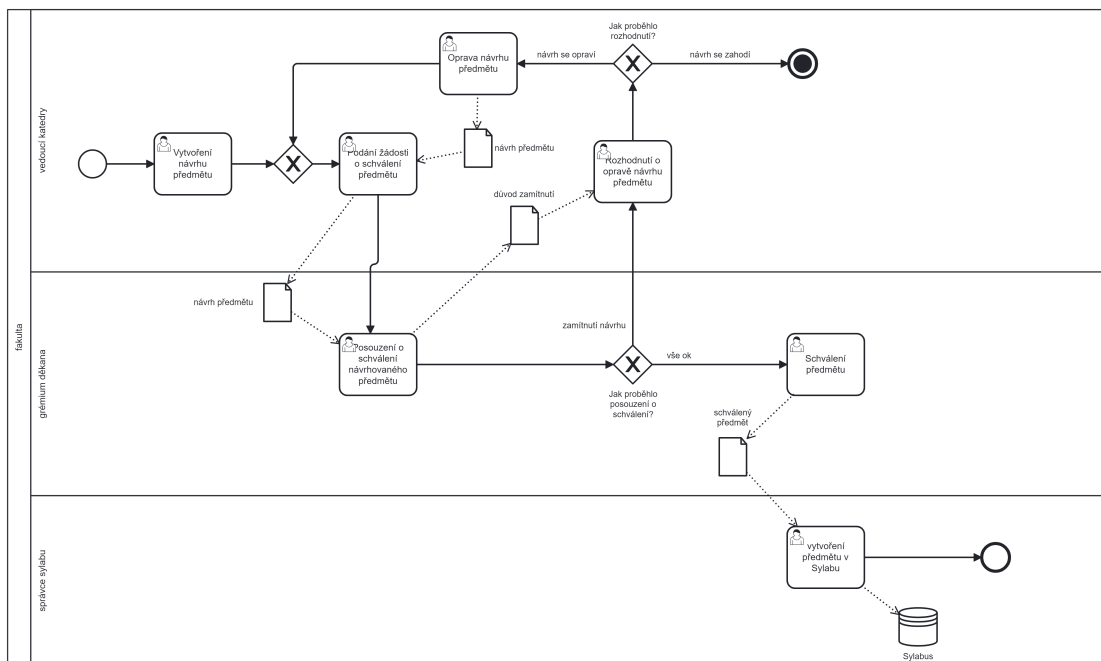 fakulta
vedoucí katedry
grémium děkana
správce sylabu
Jak proběhlo
rozhodnutí?
Oprava návrhu
předmětu
návrh se opraví
návrh se zahodí
Vytvoření
návrhu
předmětu
Podání žádosti
o schválení
předmětu
návrh předmětu
Rozhodnutí o
opravě návrhu
předmětu
důvod zamítnutí
návrh předmětu
zamítnutí návrhu
Posouzení o
schválení
návrhovaného
předmětu
vše ok
Schválení
předmětu
Jak proběhlo
posouzení o
schválení?
schválený
předmět
vytvoření
předmětu v
Sylabu
Sylabus